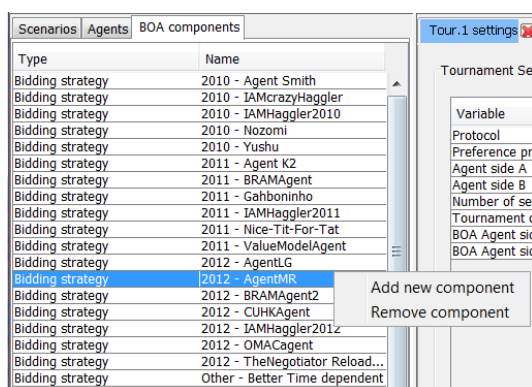 Scenarios Agents BOA components
Tour.1 settings
Type Name
Bidding strategy 2010 - Agent Smith
Bidding strategy 2010 - IAMcrazyHaggler
Bidding strategy 2010 - IAMHaggler2010
Bidding strategy 2010 - Nozomi
Bidding strategy 2010 - Yushu
Bidding strategy 2011 - Agent K2
Bidding strategy 2011 - BRAMAgent
Bidding strategy 2011 - Gahboninho
Bidding strategy 2011 - IAMHaggler2011
Bidding strategy 2011 - Nice-Tit-For-Tat
Bidding strategy 2011 - ValueModelAgent
Bidding strategy 2012 - AgentLG
Bidding strategy 2012 - AgentMR
Bidding strategy 2012 - BRAMAgent2
Bidding strategy 2012 - CUHKAgent
Bidding strategy 2012 - IAMHaggler2012
Bidding strategy 2012 - OMACagent
Bidding strategy 2012 - TheNegotiator Reload...
Bidding strategy Other - Better Time dependent
Add new component
Remove component
Tournament Se
Variable
Protocol
Preference pr
Agent side A
Agent side B
Number of se
Tournament o
BOA Agent sid
BOA Agent sid